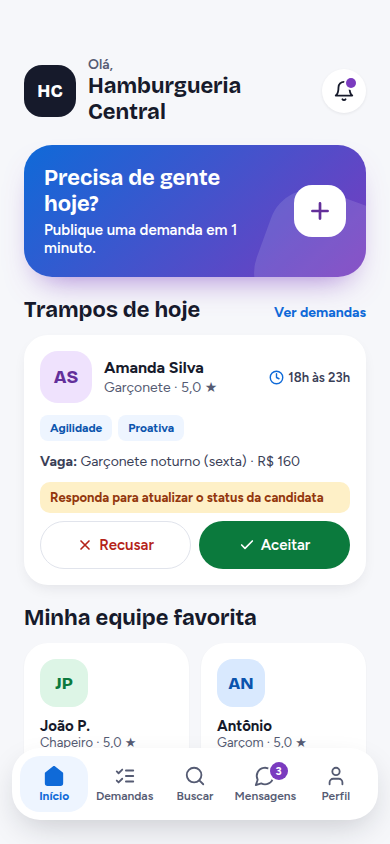 HC
Olá,
Hamburgueria
Central
Precisa de gente
hoje?
Publique uma demanda em 1
minuto.
Trampos de hoje
Ver demandas
AS
Amanda Silva
Garçonete · 5,0 ★
18h às 23h
Agilidade
Proativa
Vaga: Garçonete noturno (sexta) · R$ 160
Responda para atualizar o status da candidata
Recusar
Aceitar
Minha equipe favorita
JP
João P.
Chapeiro · 5,0 ★
AN
Antônio
Garçom · 5,0 ★
Início
Demandas
Buscar
3
Mensagens
Perfil